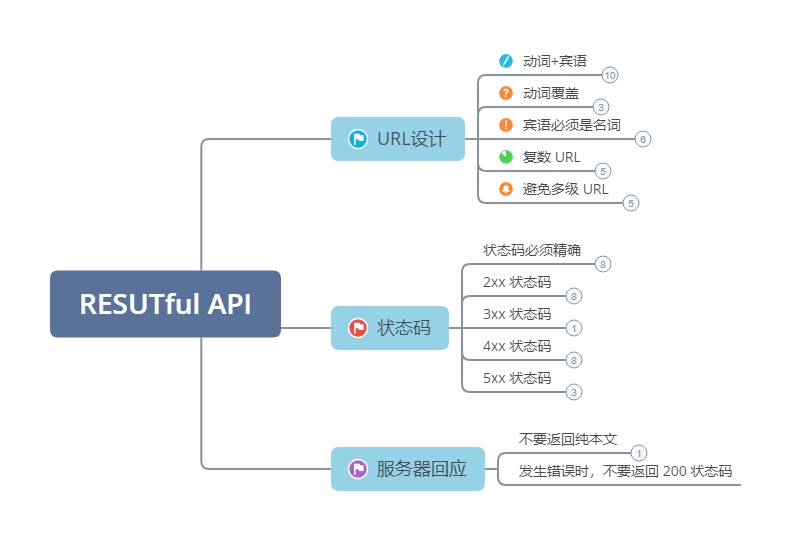 RESUTful API
URL设计
动词+宾语
10
动词覆盖
3
宾语必须是名词
6
复数 URL
5
避免多级 URL
5
状态码
状态码必须精确
8
2xx 状态码
8
3xx 状态码
1
4xx 状态码
8
5xx 状态码
3
服务器回应
不要返回纯本文
1
发生错误时，不要返回 200 状态码